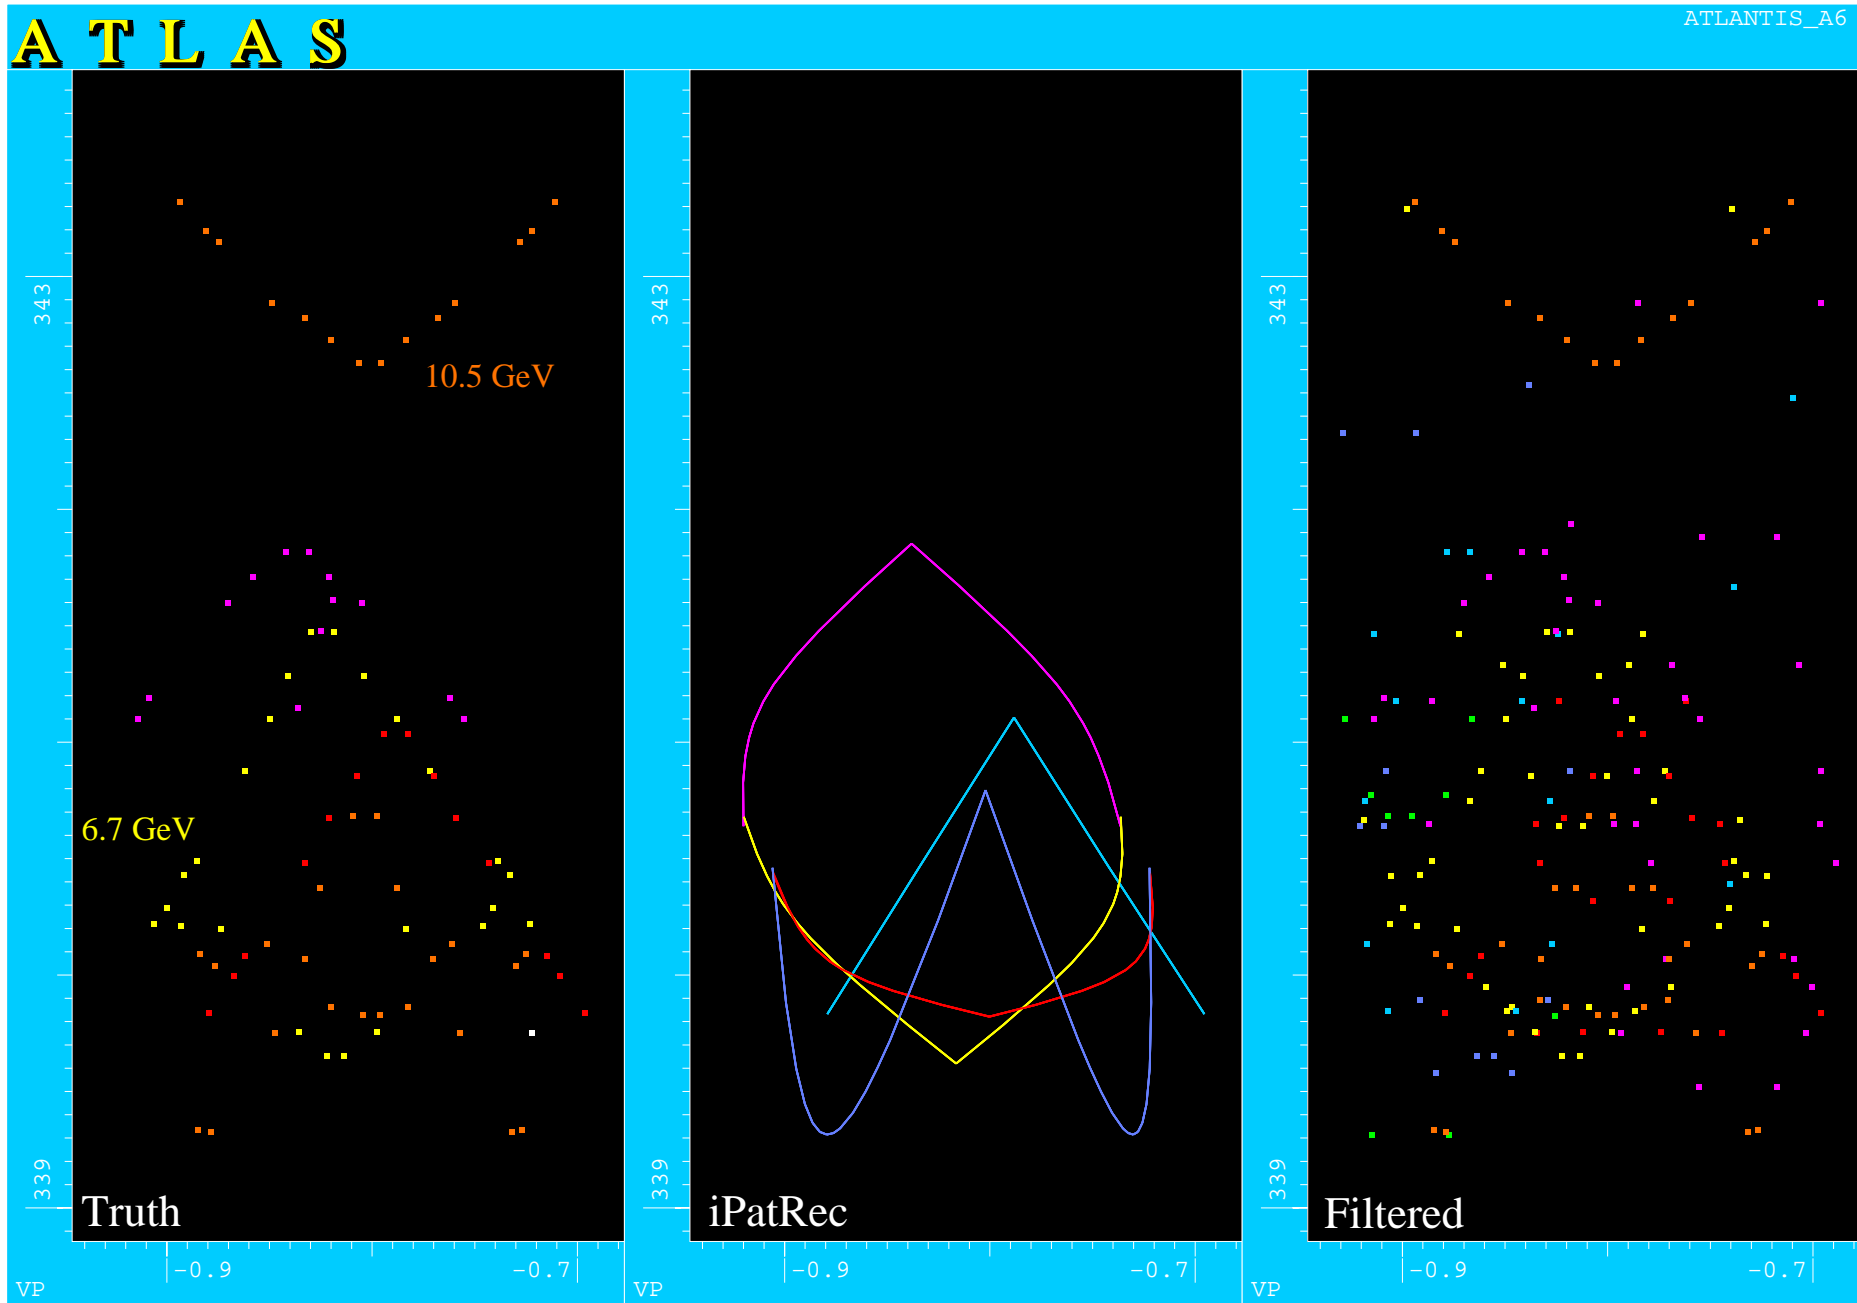 A T L A S
ATLANTIS_A6
343
343
343
10.5 GeV
6.7 GeV
339
339
339
Truth
iPatRec
Filtered
-0.9
-0.7
-0.9
-0.7
-0.9
-0.7
VP
VP
VP